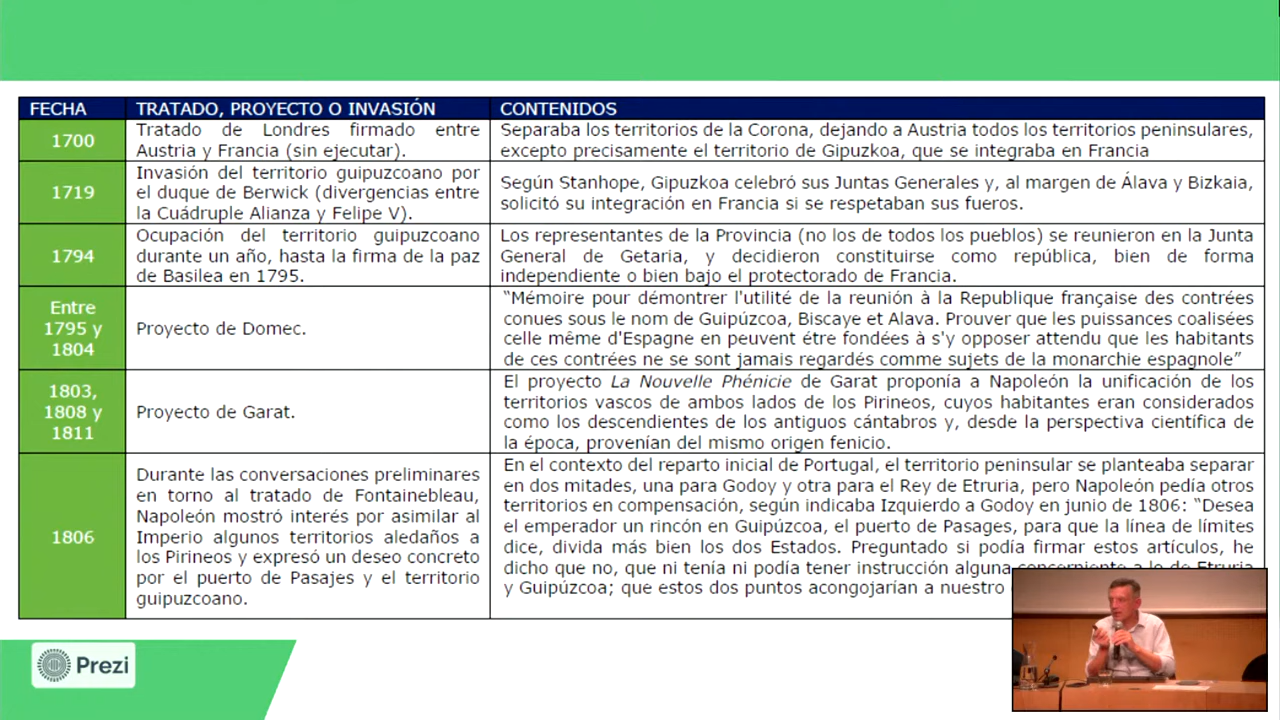 FECHA
TRATADO, PROYECTO O INVASIÓN
CONTENIDOS
1700
Tratado de Londres firmado entre
Austria y Francia (sin ejecutar).
Separaba los territorios de la Corona, dejando a Austria todos los territorios peninsulares,
excepto precisamente el territorio de Gipuzkoa, que se integraba en Francia
1719
Invasión del territorio guipuzcoano por
el duque de Berwick (divergencias entre
la Cuádruple Alianza y Felipe V).
Según Stanhope, Gipuzkoa celebró sus Juntas Generales y, al margen de Álava y Bizkaia,
solicitó su integración en Francia si se respetaban sus fueros.
1794
Ocupación del territorio guipuzcoano
durante un año, hasta la firma de la paz
de Basilea en 1795.
Los representantes de la Provincia (no los de todos los pueblos) se reunieron en la Junta
General de Getaria, y decidieron constituirse como república, bien de forma
independiente o bien bajo el protectorado de Francia.
Entre
1795 y
1804
Proyecto de Domec.
“Mémoire pour démontrer l'utilité de la reunión à la Republique française des contrées
conues sous le nom de Guipúzcoa, Biscaye et Alava. Prouver que les puissances coalisées
celle même d'Espagne en peuvent étre fondées à s'y opposer attendu que les habitants
de ces contrées ne se sont jamais regardés comme sujets de la monarchie espagnole”
1803,
1808 y
1811
Proyecto de Garat.
El proyecto La Nouvelle Phénicie de Garat proponía a Napoleón la unificación de los
territorios vascos de ambos lados de los Pirineos, cuyos habitantes eran considerados
como los descendientes de los antiguos cántabros y, desde la perspectiva científica de
la época, provenían del mismo origen fenicio.
1806
Durante las conversaciones preliminares
en torno al tratado de Fontainebleau,
Napoleón mostró interés por asimilar al
Imperio algunos territorios aledaños a
los Pirineos y expresó un deseo concreto
por el puerto de Pasajes y el territorio
guipuzcoano.
En el contexto del reparto inicial de Portugal, el territorio peninsular se planteaba separar
en dos mitades, una para Godoy y otra para el Rey de Etruria, pero Napoleón pedía otros
territorios en compensación, según indicaba Izquierdo a Godoy en junio de 1806: “Desea
el emperador un rincón en Guipúzcoa, el puerto de Pasages, para que la línea de límites
dice, divida más bien los dos Estados. Preguntado si podía firmar estos artículos, he
dicho que no, que ni tenía ni podía tener instrucción alguna concerniente a lo de Etruria
y Guipúzcoa; que estos dos puntos acongojarían a nuestro
Prezi